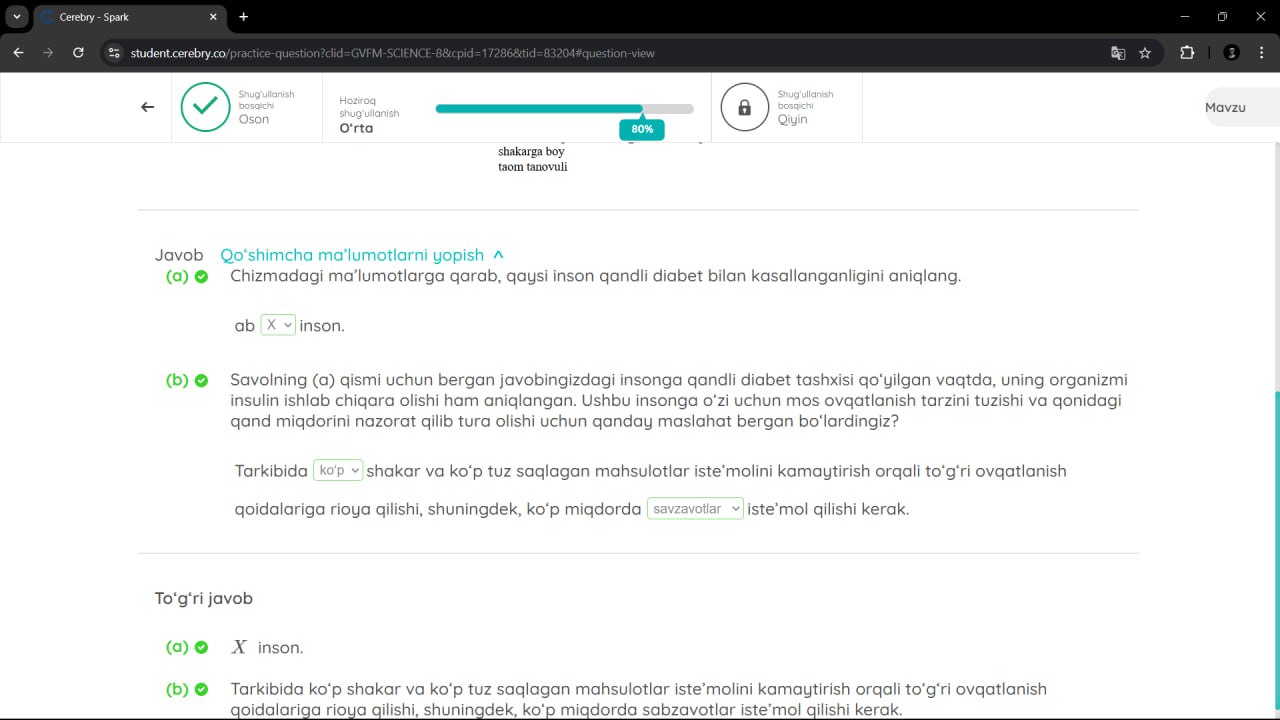 Cerebry - Spark
student.cerebry.co/practice-question?clid=GVFM-SCIENCE-8&cpid=17286&tid=83204#question-view
Shug'ullanish
bosqichi
Oson
Hoziroq
shug'ullanish
O'rta
80%
Shug'ullanish
bosqichi
Qiyin
Mavzu
shakarga boy
taom tanovuli
Javob Qo'shimcha ma'lumotlarni yopish
(a) Chizmadagi ma'lumotlarga qarab, qaysi inson qandli diabet bilan kasallanganligini aniqlang.
ab X inson.
(b) Savolning (a) qismi uchun bergan javobingizdagi insonga qandli diabet tashxisi qo'yilgan vaqtda, uning organizmi
insulin ishlab chiqara olishi ham aniqlangan. Ushbu insonga o'zi uchun mos ovqatlanish tarzini tuzishi va qonidagi
qand miqdorini nazorat qilib tura olishi uchun qanday maslahat bergan bo'lardingiz?
Tarkibida ko'p shakar va ko'p tuz saqlagan mahsulotlar iste'molini kamaytirish orqali to'g'ri ovqatlanish
qoidalariga rioya qilishi, shuningdek, ko'p miqdorda savzavotlar iste'mol qilishi kerak.
To'g'ri javob
(a) X inson.
(b) Tarkibida ko'p shakar va ko'p tuz saqlagan mahsulotlar iste'molini kamaytirish orqali to'g'ri ovqatlanish
qoidalariga rioya qilishi, shuningdek, ko'p miqdorda sabzavotlar iste'mol qilishi kerak.